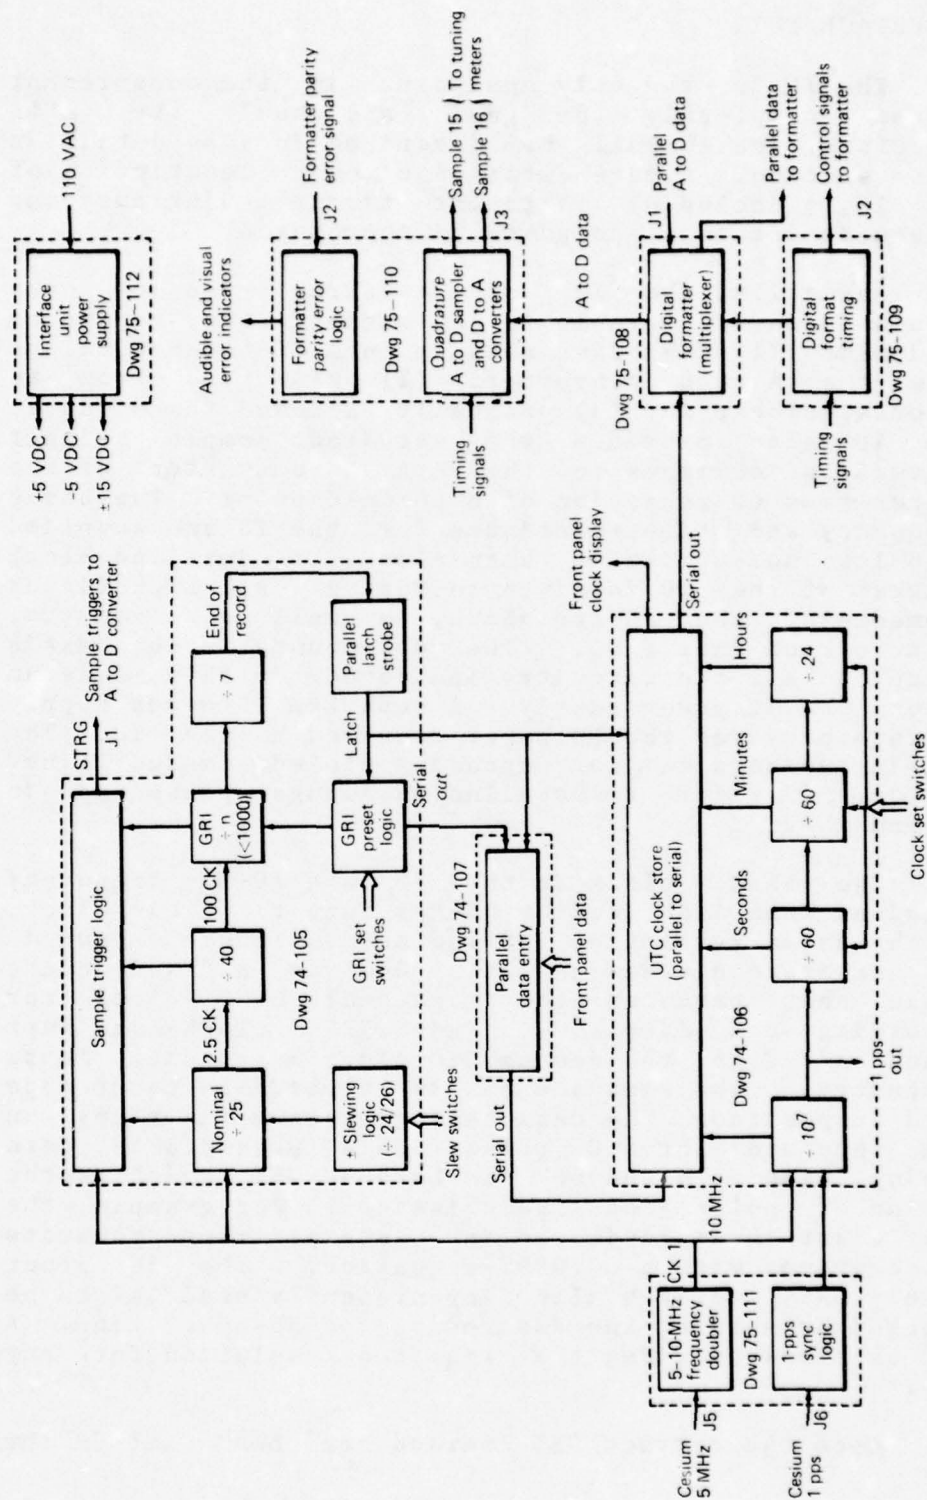 110 VAC
Interface
unit
power
supply
Dwg 75-112
+5 VDC
-5 VDC
±15 VDC
Audible and visual
error indicators
Formatter
parity error
logic
J2
Formatter parity
error signal
Dwg 75-110
Quadrature
A to D sampler
and D to A
converters
Timing
signals
J3
Sample 15
Sample 16
To tuning
meters
A to D data
Dwg 75-108
Digital
formatter
(multiplexer)
J1
Parallel
A to D data
Parallel data
to formatter
Digital
format
timing
Timing
signals
Dwg 75-109
J2
Control signals
to formatter
STRG
J1
Sample triggers to
A to D converter
Sample trigger logic
Nominal
÷ 25
2.5 CK
÷ 40
100 CK
GRI
÷ n
(<1000)
÷ 7
End of
record
Slewing
logic
(÷ 24/26)
Slew switches
Dwg 74-105
GRI set
switches
GRI
preset
logic
Latch
Parallel
latch
strobe
Serial
out
Dwg 74-107
Parallel
data entry
Front panel data
Serial out
Front panel
clock display
Serial out
UTC clock store
(parallel to serial)
Dwg 74-106
Seconds
Minutes
Hours
÷ 10⁷
÷ 60
÷ 60
÷ 24
1 pps
out
Clock set switches
10 MHz
CK 1
5-10-MHz
frequency
doubler
Dwg 75-111
1-pps
sync
logic
J5
J6
Cesium
5 MHz
Cesium
1 pps